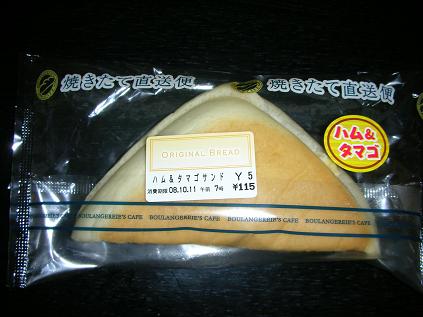 焼きたて直送便
焼きたて直送便
ハム&
タマゴ
ORIGINAL BREAD
ハム&タマゴサンド Y 5
消費期限 08.10.11 午前 7時 ¥115
BOULANGERIE'S CAFE BOULANGERIE'S CAFE BOULANGERIE'S CAFE